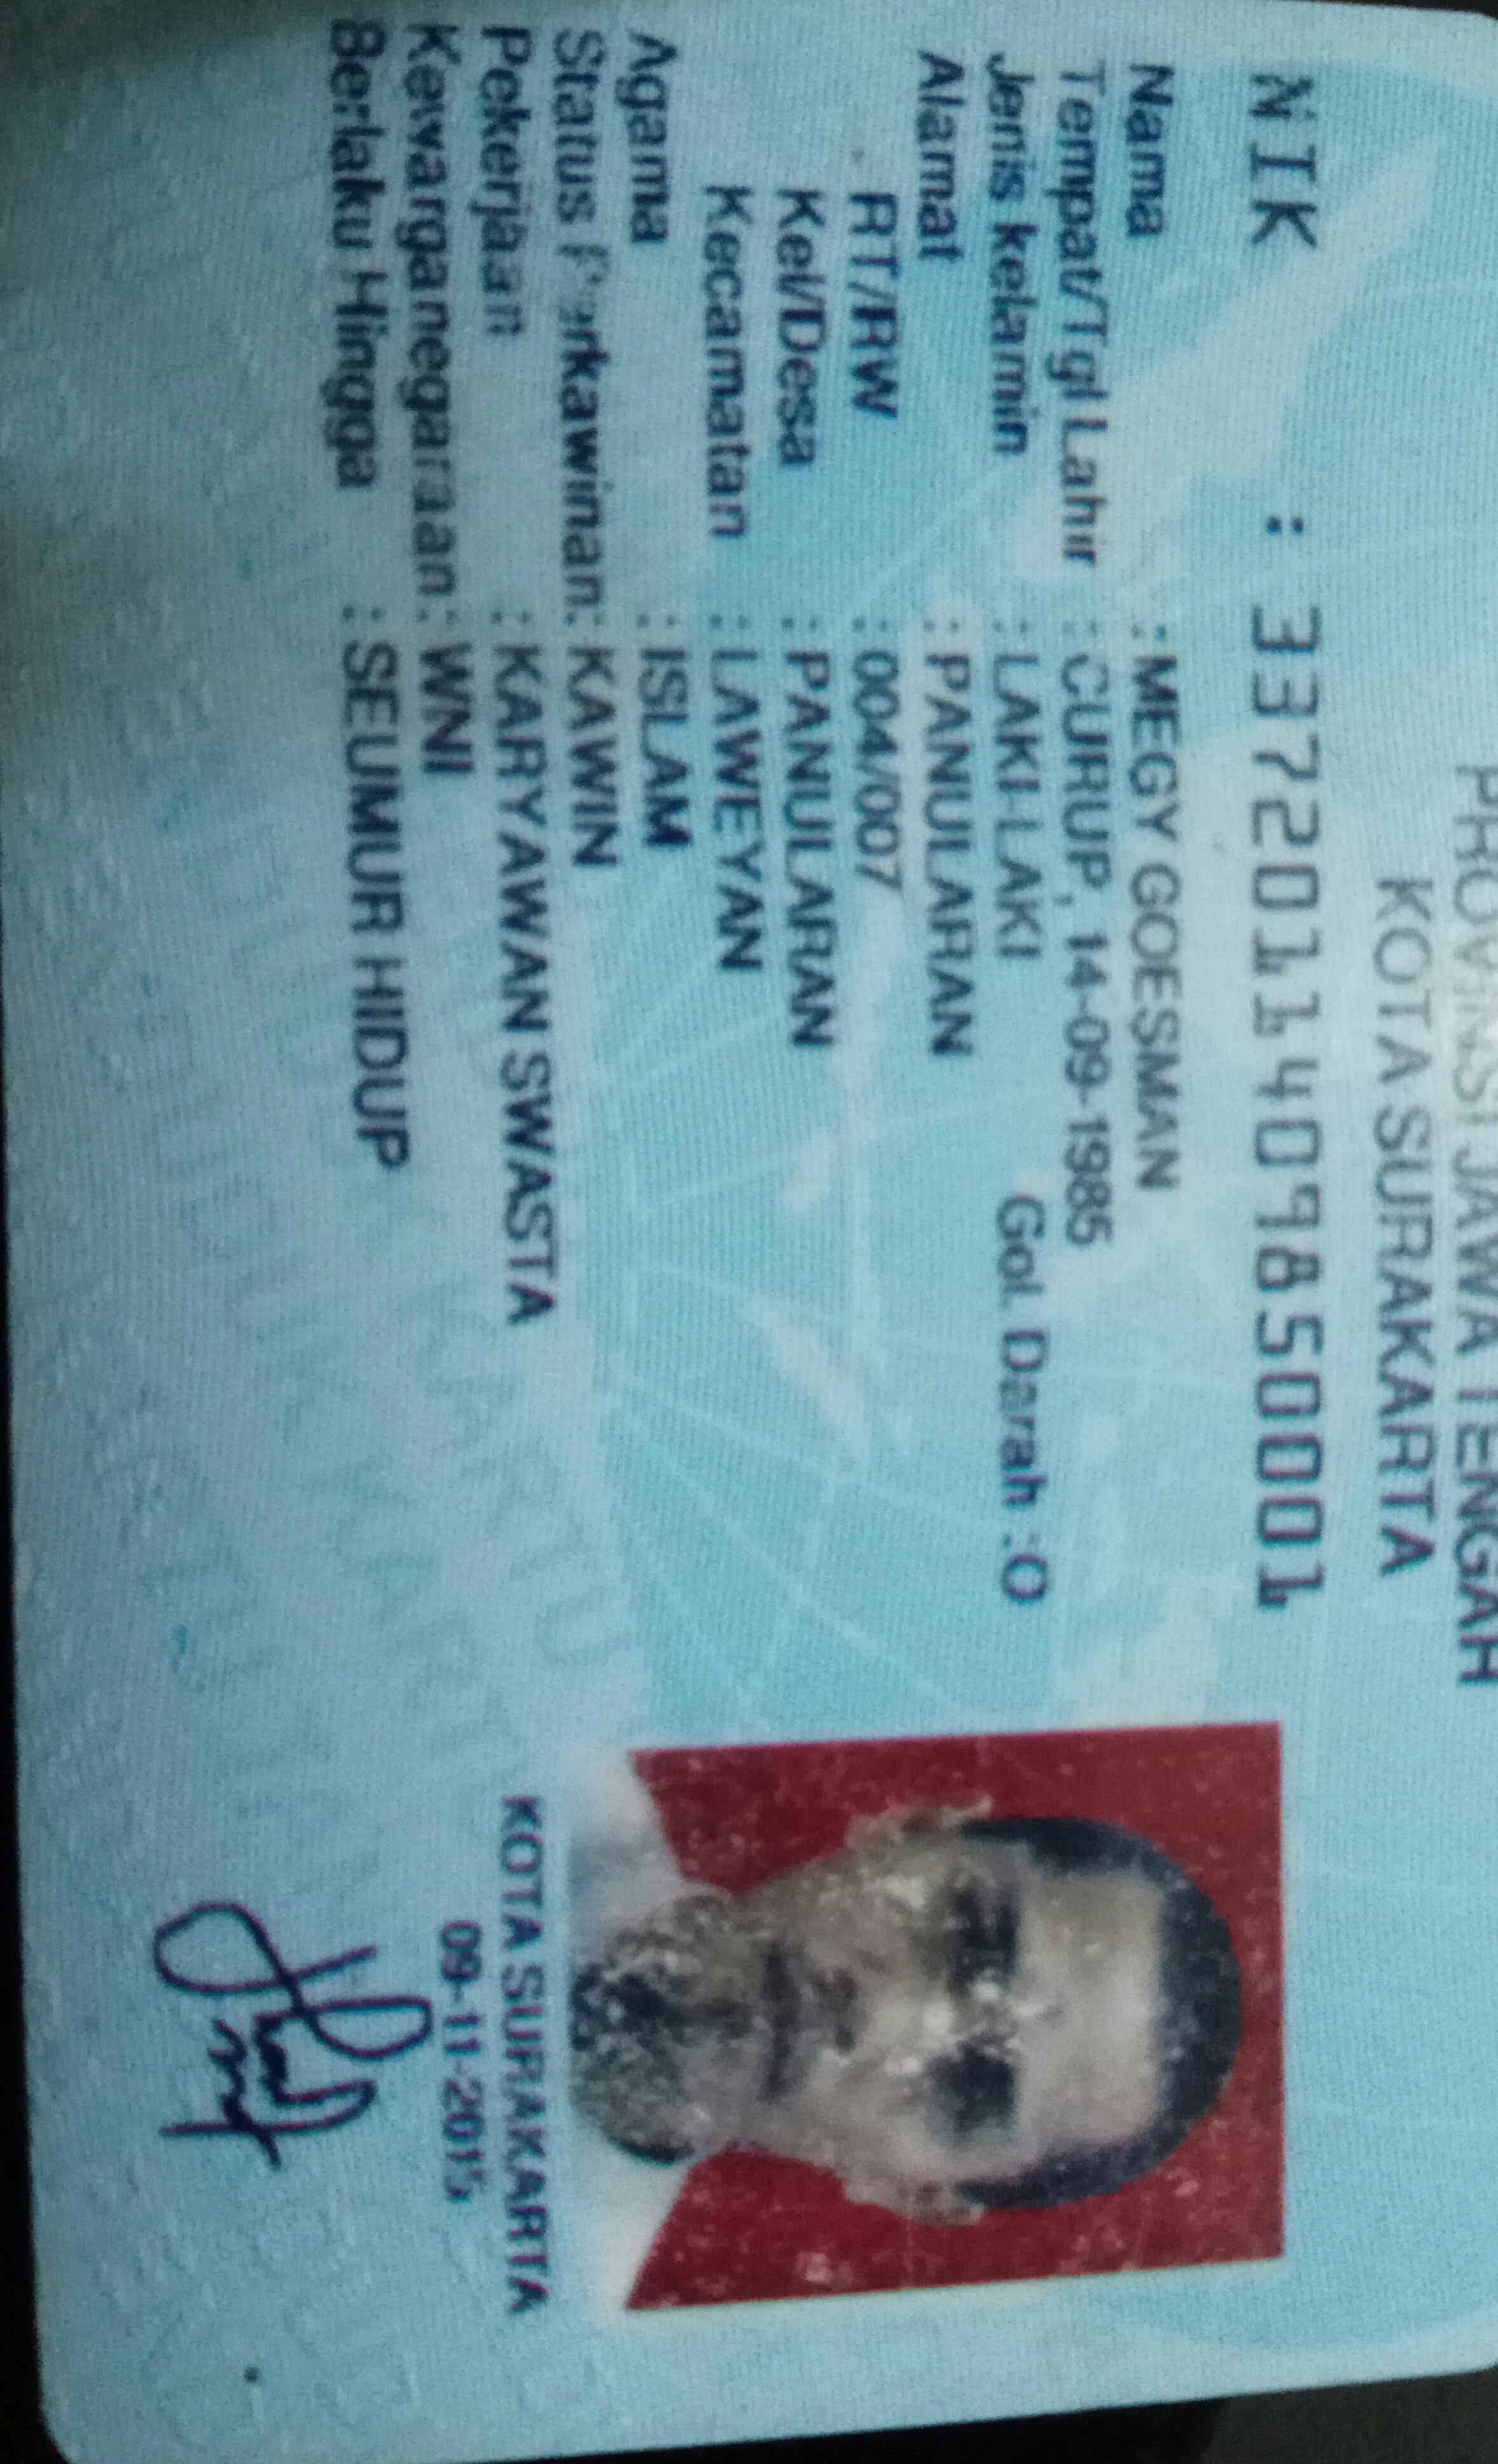 PROVINSI JAWA TENGAH
KOTA SURAKARTA
NIK : 3372011409850001
Nama : MEGY GOESMAN
Tempat/Tgl Lahir : CURUP, 14-09-1985
Jenis kelamin : LAKI-LAKI Gol. Darah : O
Alamat : PANULARAN
RT/RW : 004/007
Kel/Desa : PANULARAN
Kecamatan : LAWEYAN
Agama : ISLAM
Status Perkawinan: KAWIN
Pekerjaan : KARYAWAN SWASTA
Kewarganegaraan: WNI
Berlaku Hingga : SEUMUR HIDUP
KOTA SURAKARTA
09-11-2015